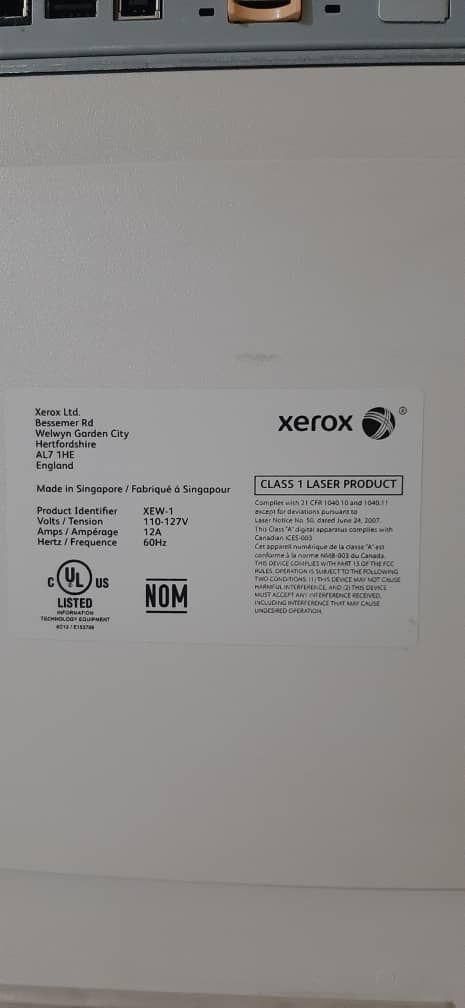 Xerox Ltd.
Bessemer Rd
Welwyn Garden City
Hertfordshire
AL7 1HE
England
Made in Singapore / Fabriqué á Singapour
Product Identifier XEW-1
Volts / Tension 110-127V
Amps / Ampérage 12A
Hertz / Frequence 60Hz
C UL US
LISTED
INFORMATION
TECHNOLOGY EQUIPMENT
NOM
xerox ®
CLASS 1 LASER PRODUCT
Complies with 21 CFR 1040.10 and 1040.11
except for deviations pursuant to
Laser Notice No. 50, dated June 24, 2007.
This Class "A" digital apparatus complies with
Canadian ICES-003
Cet appareil numérique de la classe "A" est
conforme à la norme NMB-003 du Canada.
THIS DEVICE COMPLIES WITH PART 15 OF THE FCC
RULES. OPERATION IS SUBJECT TO THE FOLLOWING
TWO CONDITIONS: (1) THIS DEVICE MAY NOT CAUSE
HARMFUL INTERFERENCE, AND (2) THIS DEVICE
MUST ACCEPT ANY INTERFERENCE RECEIVED,
INCLUDING INTERFERENCE THAT MAY CAUSE
UNDESIRED OPERATION.